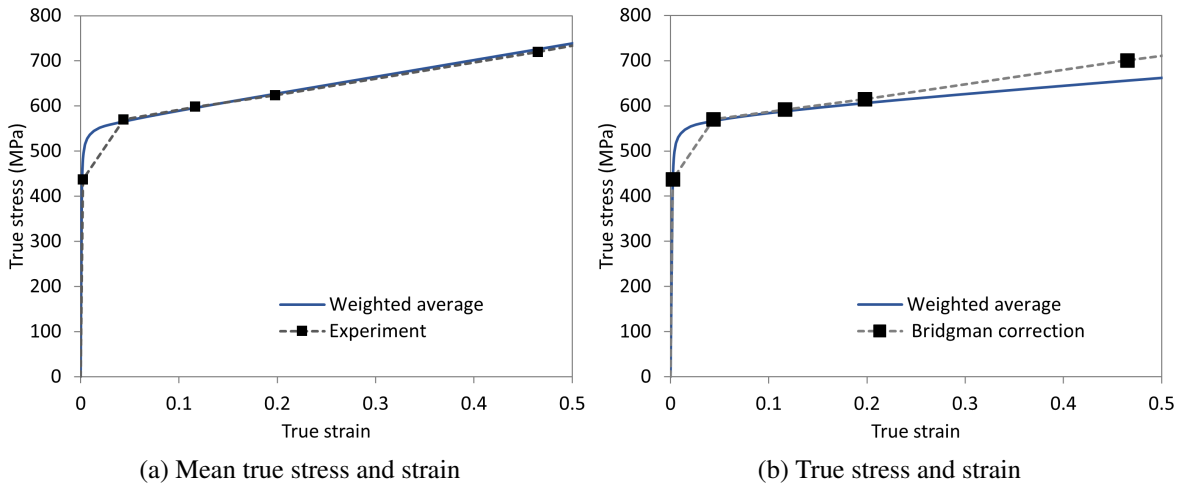 800
700
600
500
400
300
200
100
0
True stress (MPa)
0 0.1 0.2 0.3 0.4 0.5
True strain
Weighted average
Experiment
(a) Mean true stress and strain
800
700
600
500
400
300
200
100
0
True stress (MPa)
0 0.1 0.2 0.3 0.4 0.5
True strain
Weighted average
Bridgman correction
(b) True stress and strain